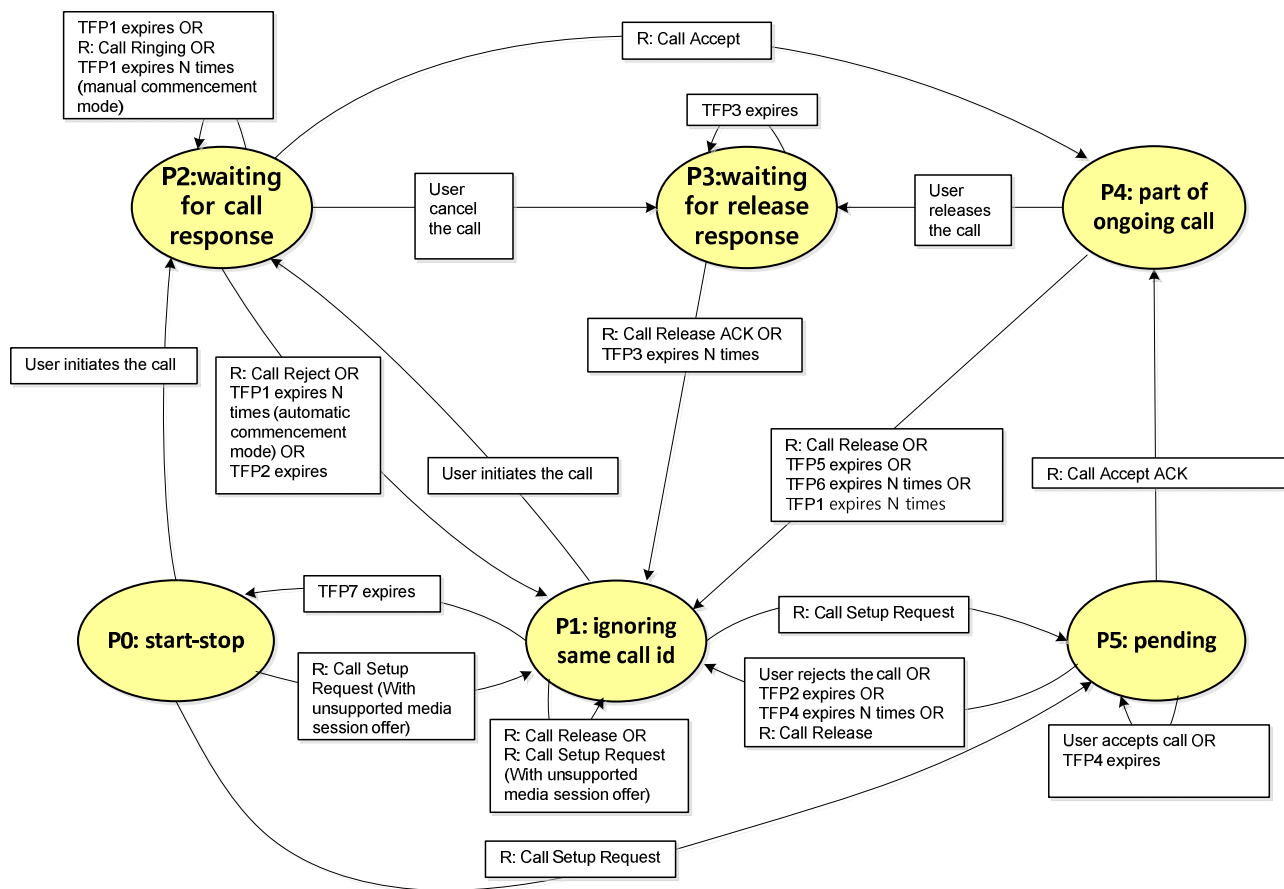 TFP1 expires OR
R: Call Ringing OR
TFP1 expires N times
(manual commencement
mode)
R: Call Accept
TFP3 expires
P2:waiting
for call
response
User
cancel
the call
P3:waiting
for release
response
User
releases
the call
P4: part of
ongoing call
User initiates the call
R: Call Reject OR
TFP1 expires N
times (automatic
commencement
mode) OR
TFP2 expires
R: Call Release ACK OR
TFP3 expires N times
User initiates the call
R: Call Release OR
TFP5 expires OR
TFP6 expires N times OR
TFP1 expires N times
R: Call Accept ACK
P0: start-stop
TFP7 expires
P1: ignoring
same call id
R: Call Setup Request
P5: pending
R: Call Setup
Request (With
unsupported media
session offer)
R: Call Release OR
R: Call Setup Request
(With unsupported
media session offer)
User rejects the call OR
TFP2 expires OR
TFP4 expires N times OR
R: Call Release
User accepts call OR
TFP4 expires
R: Call Setup Request